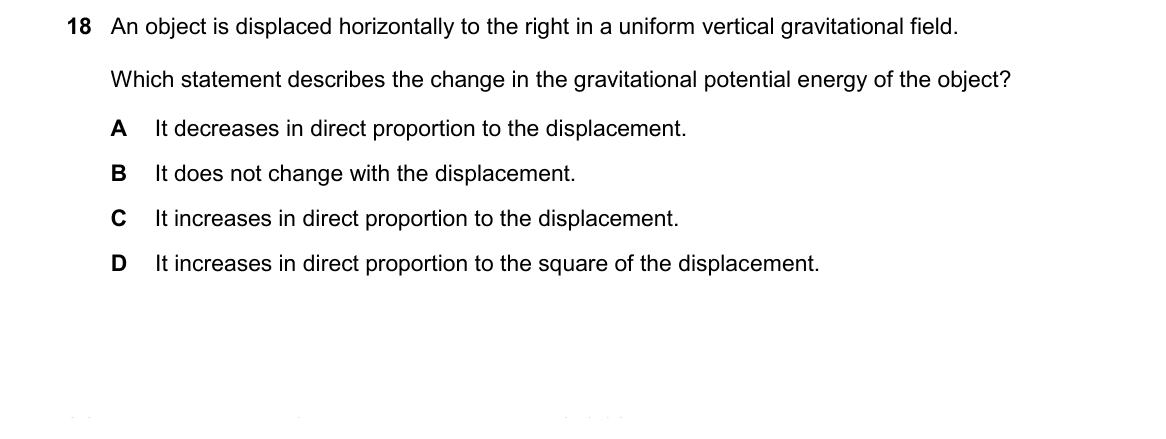 18 An object is displaced horizontally to the right in a uniform vertical gravitational field.
Which statement describes the change in the gravitational potential energy of the object?
A It decreases in direct proportion to the displacement.
B It does not change with the displacement.
C It increases in direct proportion to the displacement.
D It increases in direct proportion to the square of the displacement.